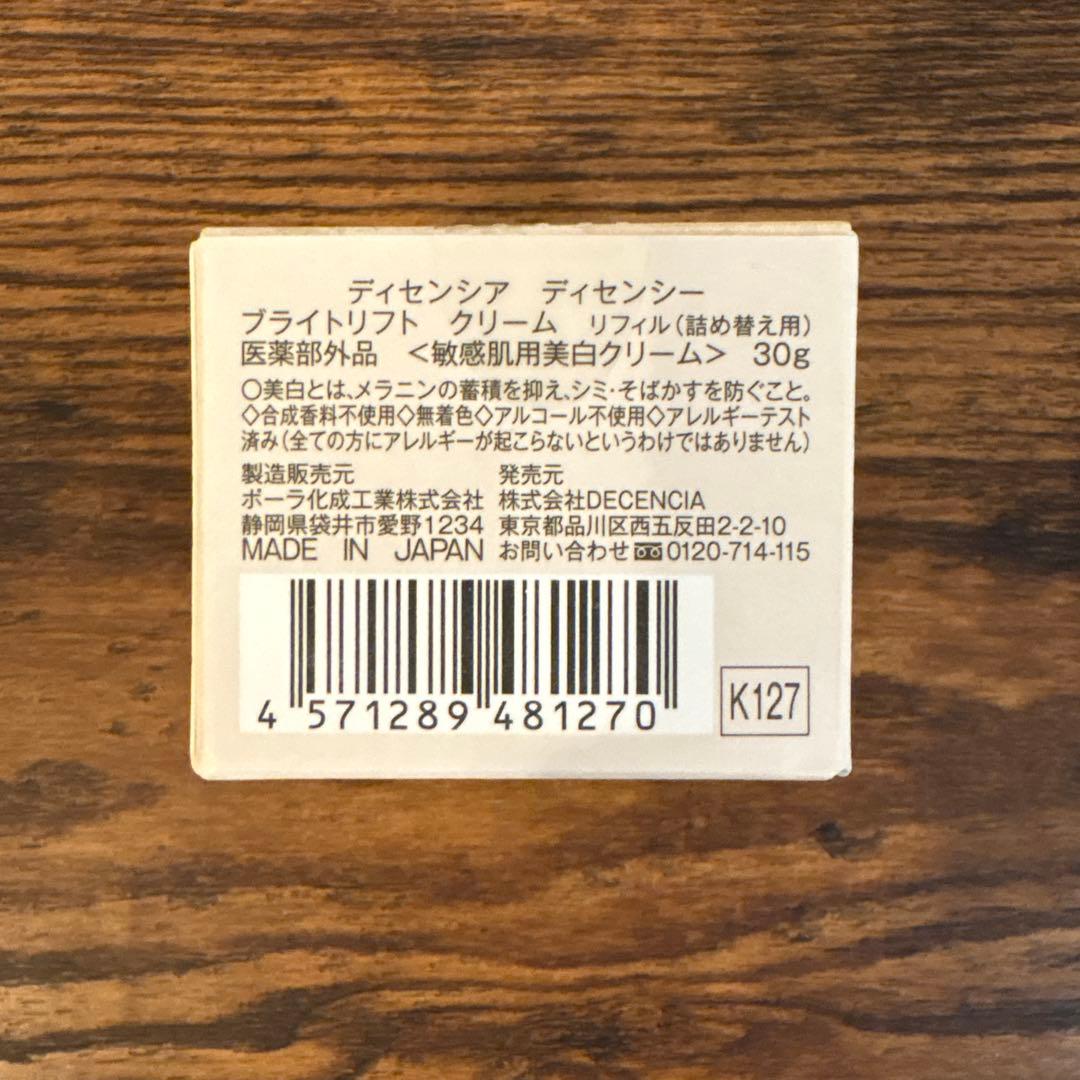 ディセンシア　ディセンシー
ブライトリフト　クリーム　リフィル（詰め替え用）
医薬部外品　＜敏感肌用美白クリーム＞　30g
〇美白とは、メラニンの蓄積を抑え、シミ・そばかすを防ぐこと。
◇合成香料不使用◇無着色◇アルコール不使用◇アレルギーテスト
済み（全ての方にアレルギーが起こらないというわけではありません）
製造販売元
ポーラ化成工業株式会社
静岡県袋井市愛野1234
MADE IN JAPAN
発売元
株式会社DECENCIA
東京都品川区西五反田2-2-10
お問い合わせ 0120-714-115
4 571289 481270
K127